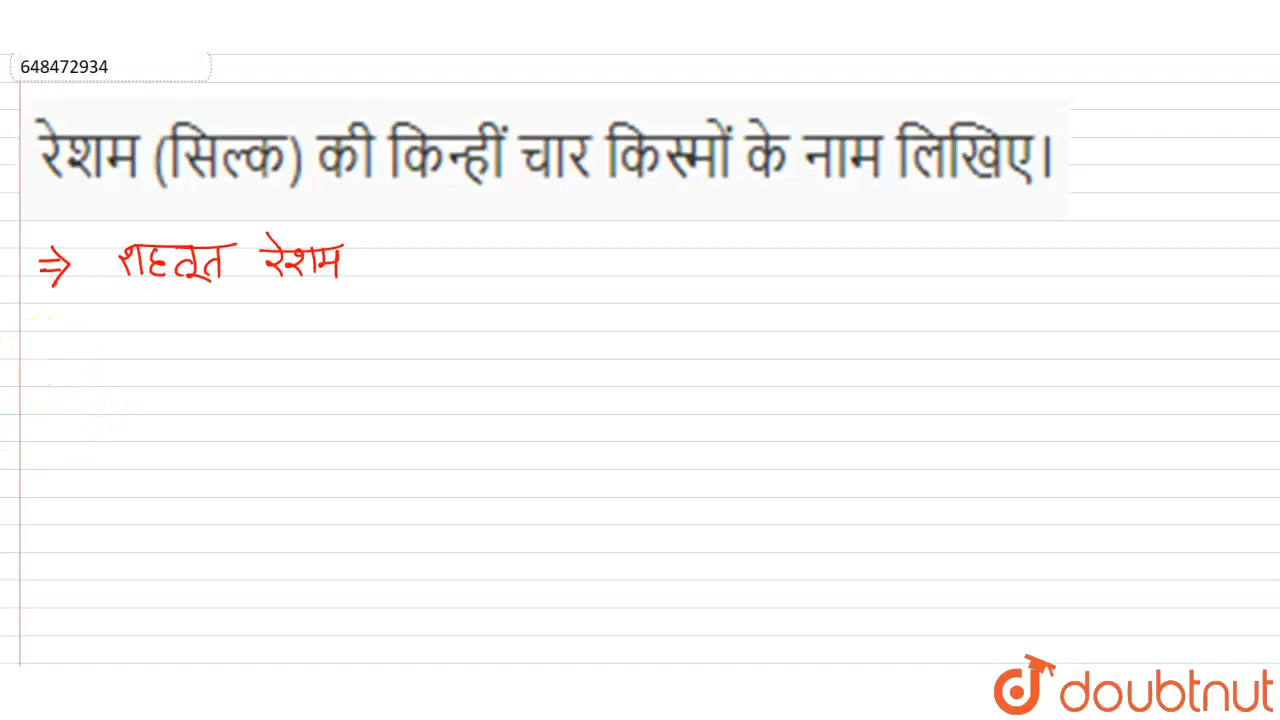 648472934
रेशम (सिल्क) की किन्हीं चार किस्मों के नाम लिखिए।
⇒ शहतूत रेशम
doubtnut